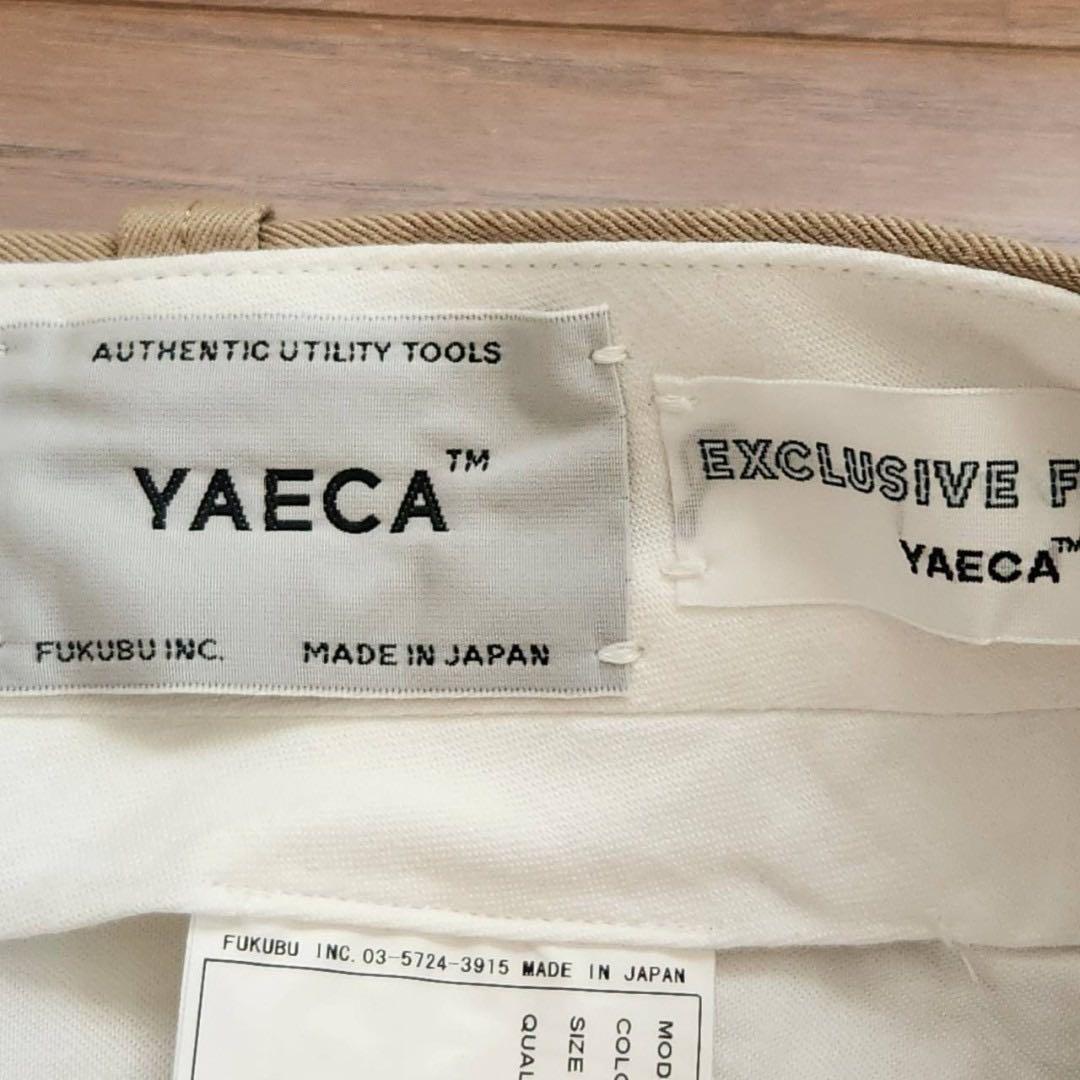 AUTHENTIC UTILITY TOOLS
YAECA™
FUKUBU INC. MADE IN JAPAN
EXCLUSIVE F
YAECA™
FUKUBU INC. 03-5724-3915 MADE IN JAPAN
MOD
COLO
SIZE
QUAL